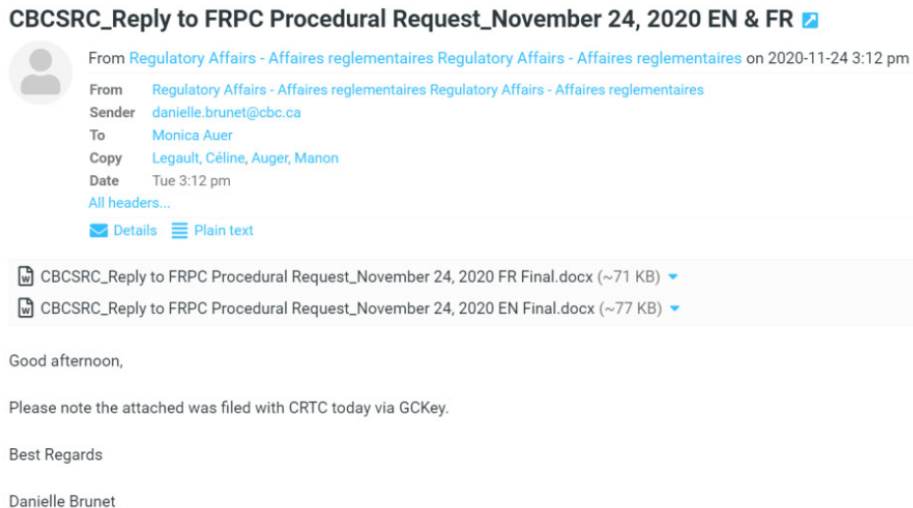 CBCSRC_Reply to FRPC Procedural Request_November 24, 2020 EN & FR
From Regulatory Affairs - Affaires reglementaires Regulatory Affairs - Affaires reglementaires on 2020-11-24 3:12 pm
From Regulatory Affairs - Affaires reglementaires Regulatory Affairs - Affaires reglementaires
Sender danielle.brunet@cbc.ca
To Monica Auer
Copy Legault, Céline, Auger, Manon
Date Tue 3:12 pm
All headers...
Details Plain text
CBCSRC_Reply to FRPC Procedural Request_November 24, 2020 FR Final.docx (~71 KB)
CBCSRC_Reply to FRPC Procedural Request_November 24, 2020 EN Final.docx (~77 KB)
Good afternoon,
Please note the attached was filed with CRTC today via GCKey.
Best Regards
Danielle Brunet